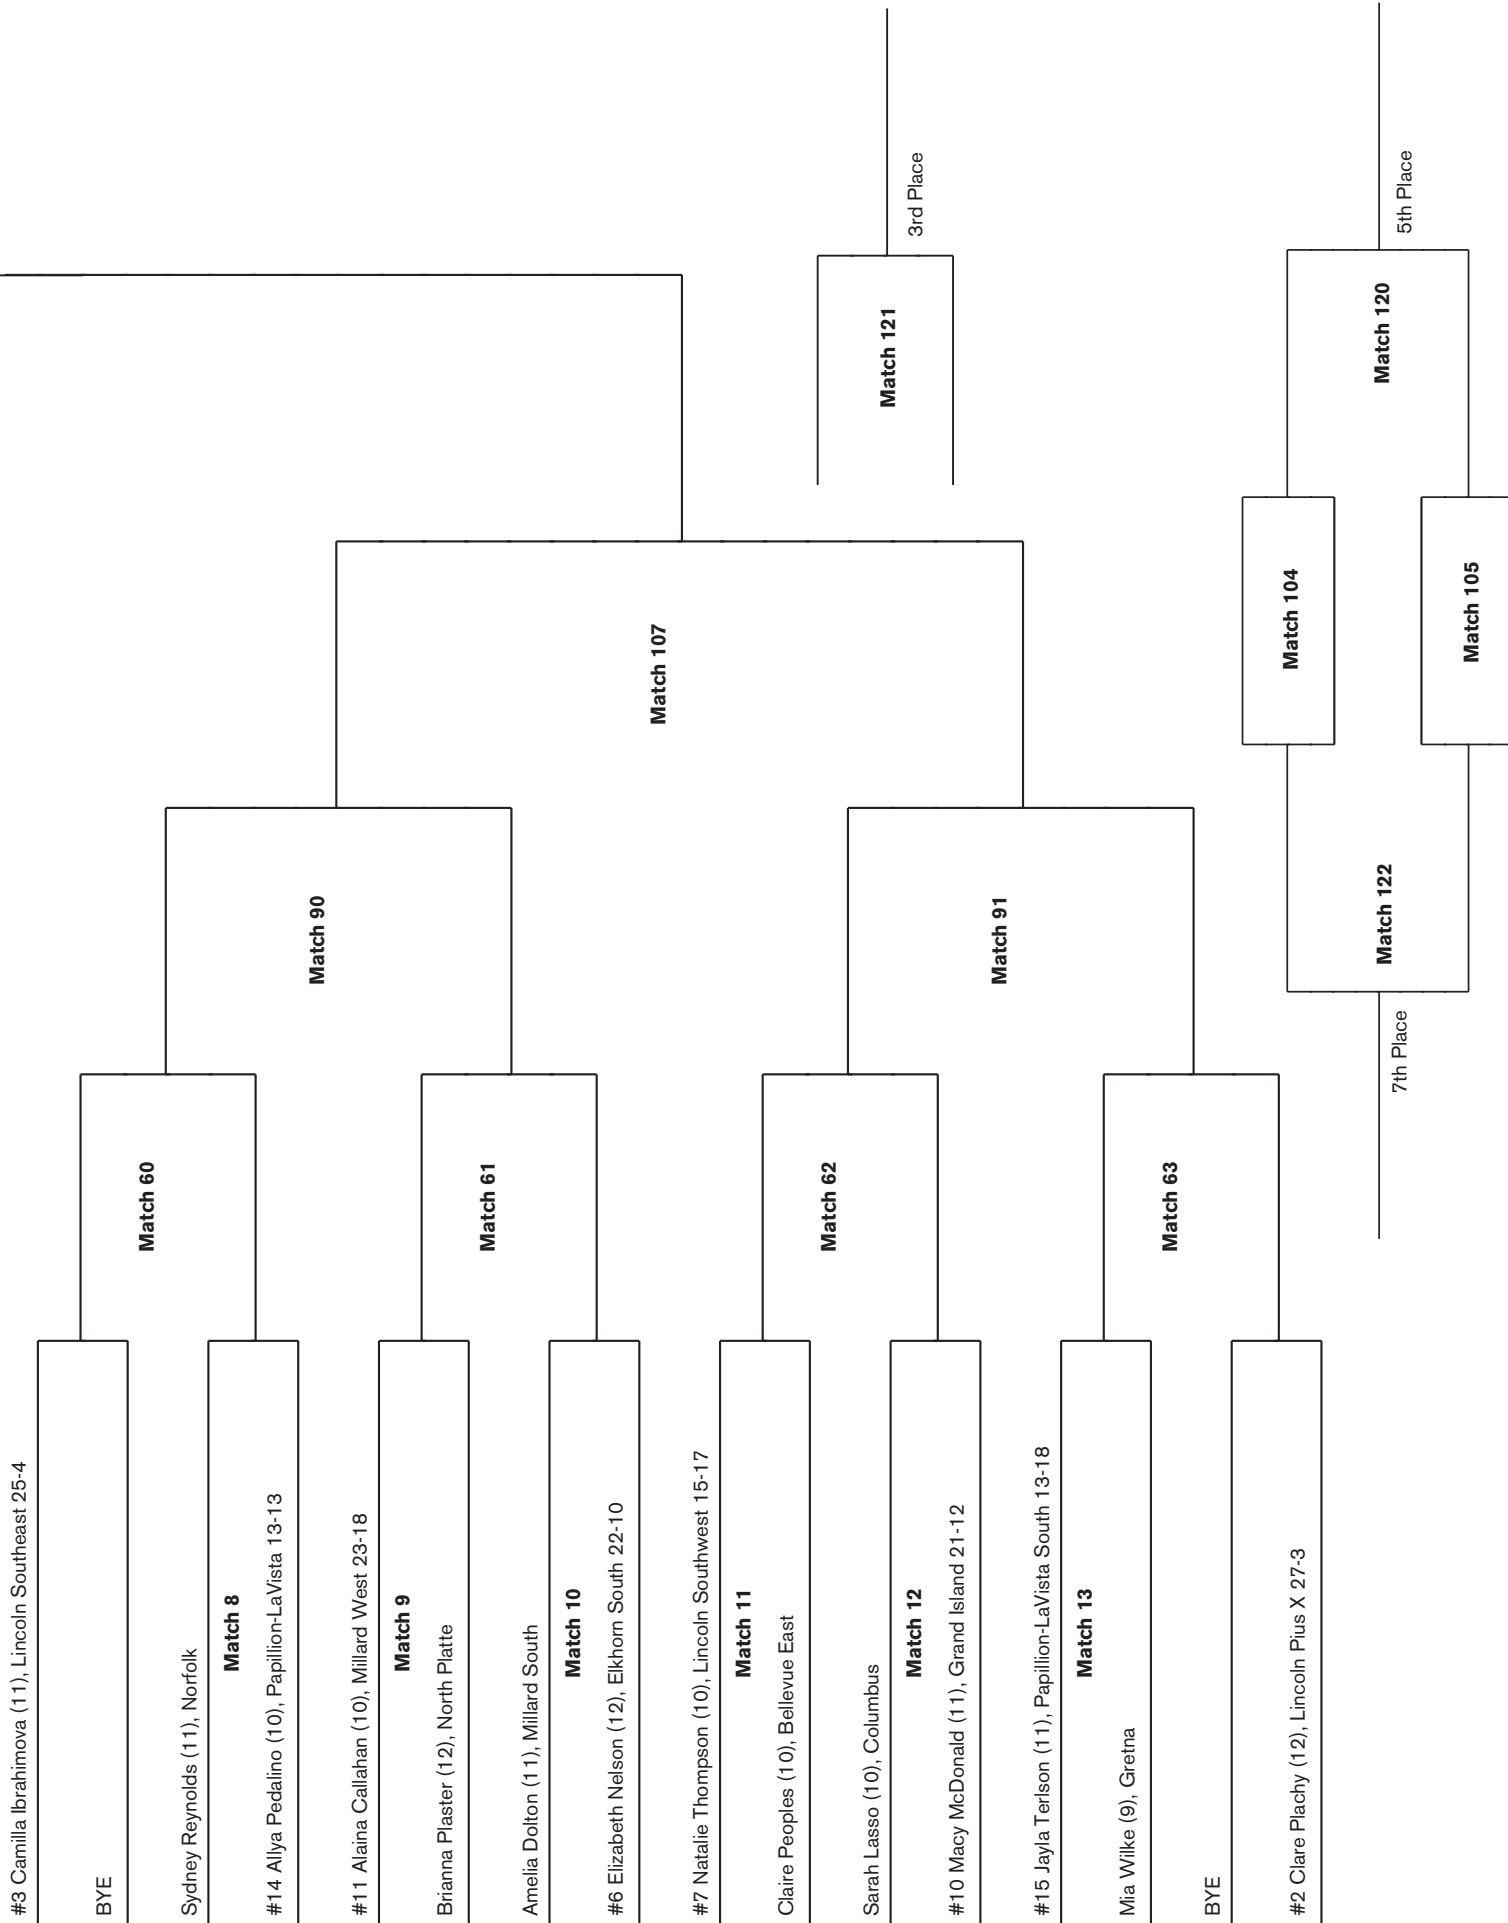 #3 Camilla Ibrahimova (11), Lincoln Southeast 25-4
BYE
Sydney Reynolds (11), Norfolk
Match 8
#14 Allya Pedalino (10), Papillion-LaVista 13-13
#11 Alaina Callahan (10), Millard West 23-18
Match 9
Brianna Plaster (12), North Platte
Amelia Dolton (11), Millard South
Match 10
#6 Elizabeth Nelson (12), Elkhorn South 22-10
#7 Natalie Thompson (10), Lincoln Southwest 15-17
Match 11
Claire Peoples (10), Bellevue East
Sarah Lasso (10), Columbus
Match 12
#10 Macy McDonald (11), Grand Island 21-12
#15 Jayla Terlson (11), Papillion-LaVista South 13-18
Match 13
Mia Wilke (9), Gretna
BYE
#2 Clare Plachy (12), Lincoln Pius X 27-3
Match 60
Match 61
Match 62
Match 63
Match 90
Match 91
Match 107
Match 121
3rd Place
7th Place
Match 122
Match 104
Match 105
Match 120
5th Place